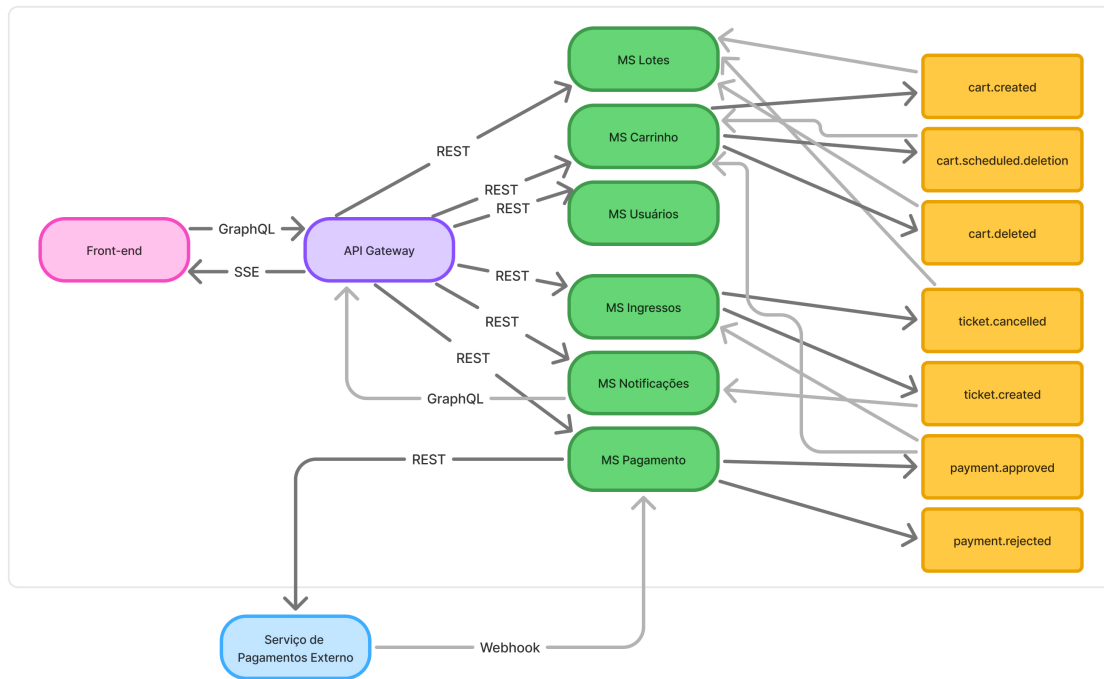 MS Lotes
cart.created
MS Carrinho
REST
cart.scheduled.deletion
REST
REST
MS Usuários
GraphQL
cart.deleted
Front-end
API Gateway
SSE
REST
MS Ingressos
REST
ticket.cancelled
REST
MS Notificações
GraphQL
ticket.created
REST
MS Pagamento
payment.approved
payment.rejected
Serviço de
Pagamentos Externo
Webhook